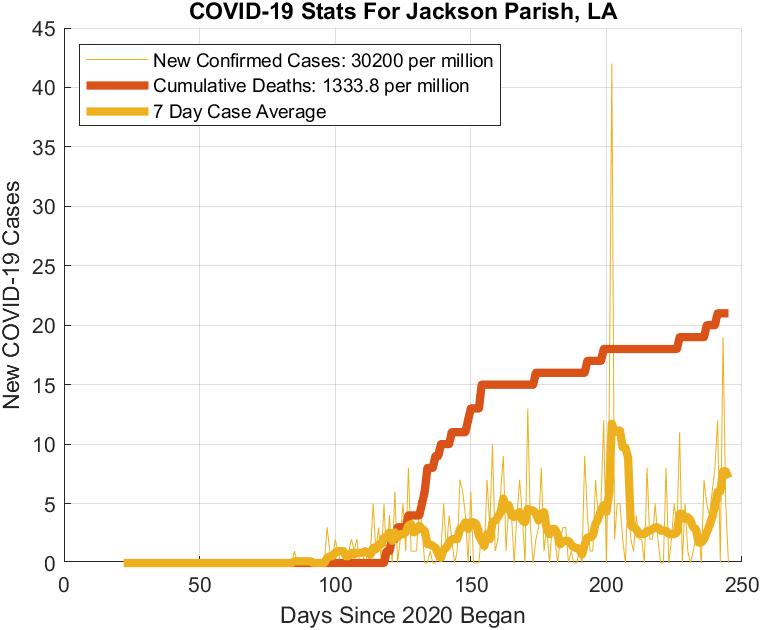 COVID-19 Stats For Jackson Parish, LA
New Confirmed Cases: 30200 per million
Cumulative Deaths: 1333.8 per million
7 Day Case Average
New COVID-19 Cases
45
40
35
30
25
20
15
10
5
0
0 50 100 150 200 250
Days Since 2020 Began